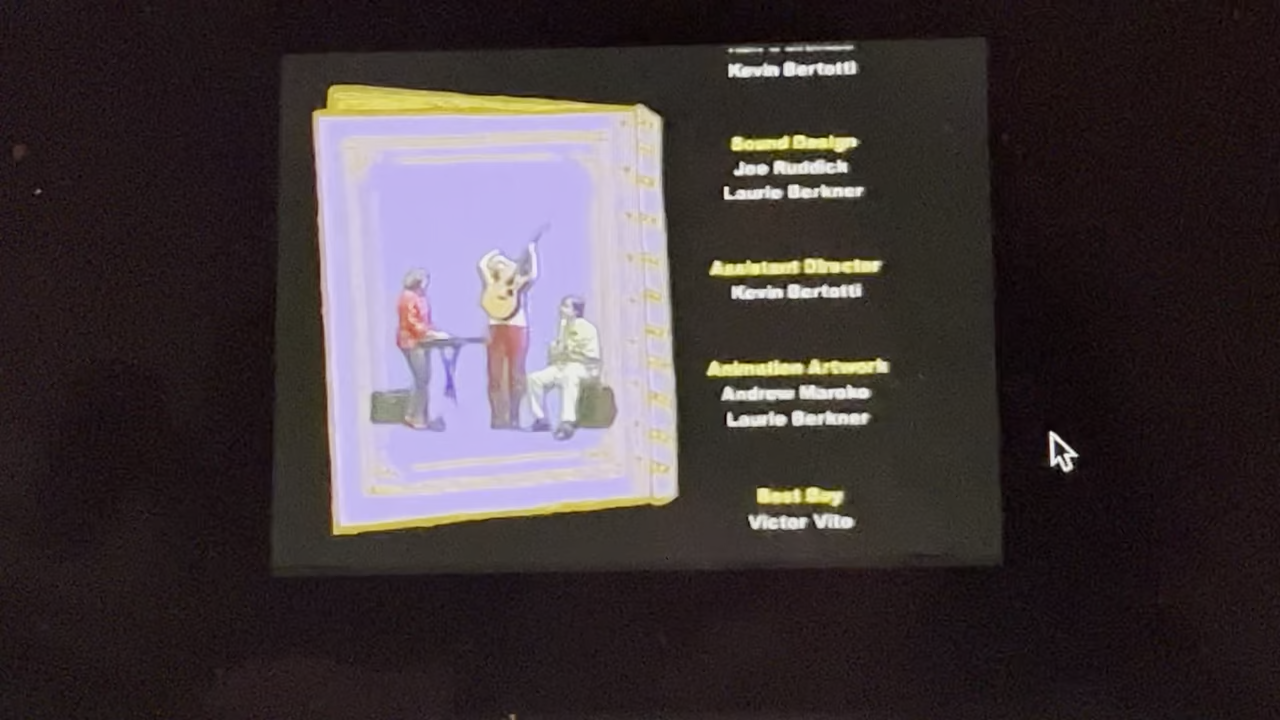 Kevin Bertotti
Sound Design
Joe Ruddick
Laurie Berkner
Assistant Director
Kevin Bertotti
Animation Artwork
Andrew Maroko
Laurie Berkner
Best Boy
Victor Vito